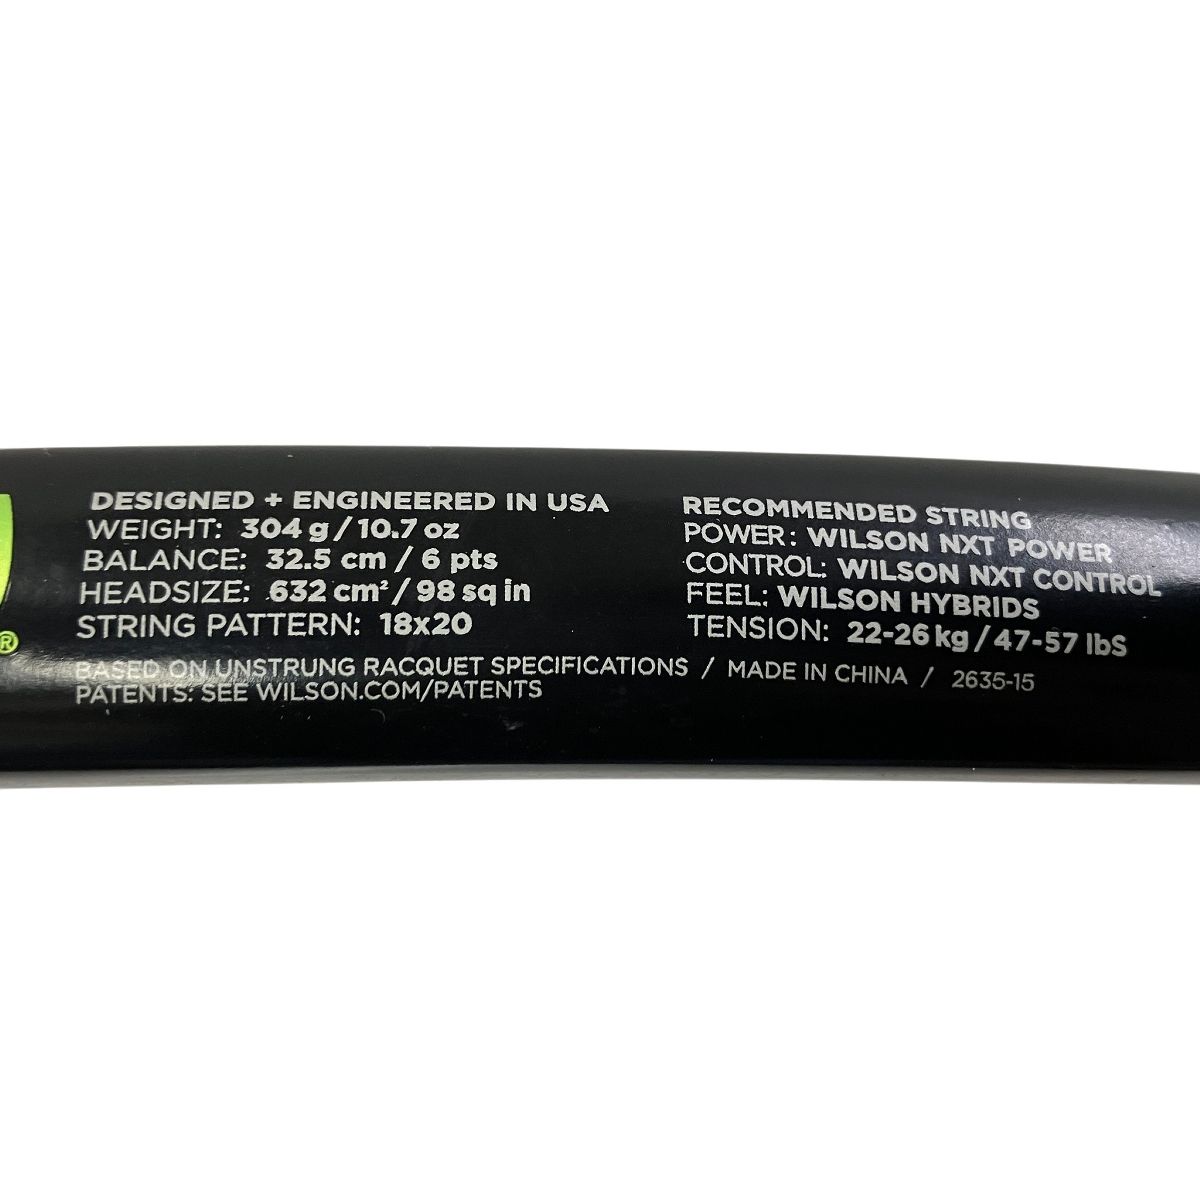 DESIGNED + ENGINEERED IN USA
WEIGHT: 304 g / 10.7 oz
BALANCE: 32.5 cm / 6 pts
HEADSIZE: 632 cm² / 98 sq in
STRING PATTERN: 18x20
RECOMMENDED STRING
POWER: WILSON NXT POWER
CONTROL: WILSON NXT CONTROL
FEEL: WILSON HYBRIDS
TENSION: 22-26 kg / 47-57 lbS
BASED ON UNSTRUNG RACQUET SPECIFICATIONS / MADE IN CHINA / 2635-15
PATENTS: SEE WILSON.COM/PATENTS
®